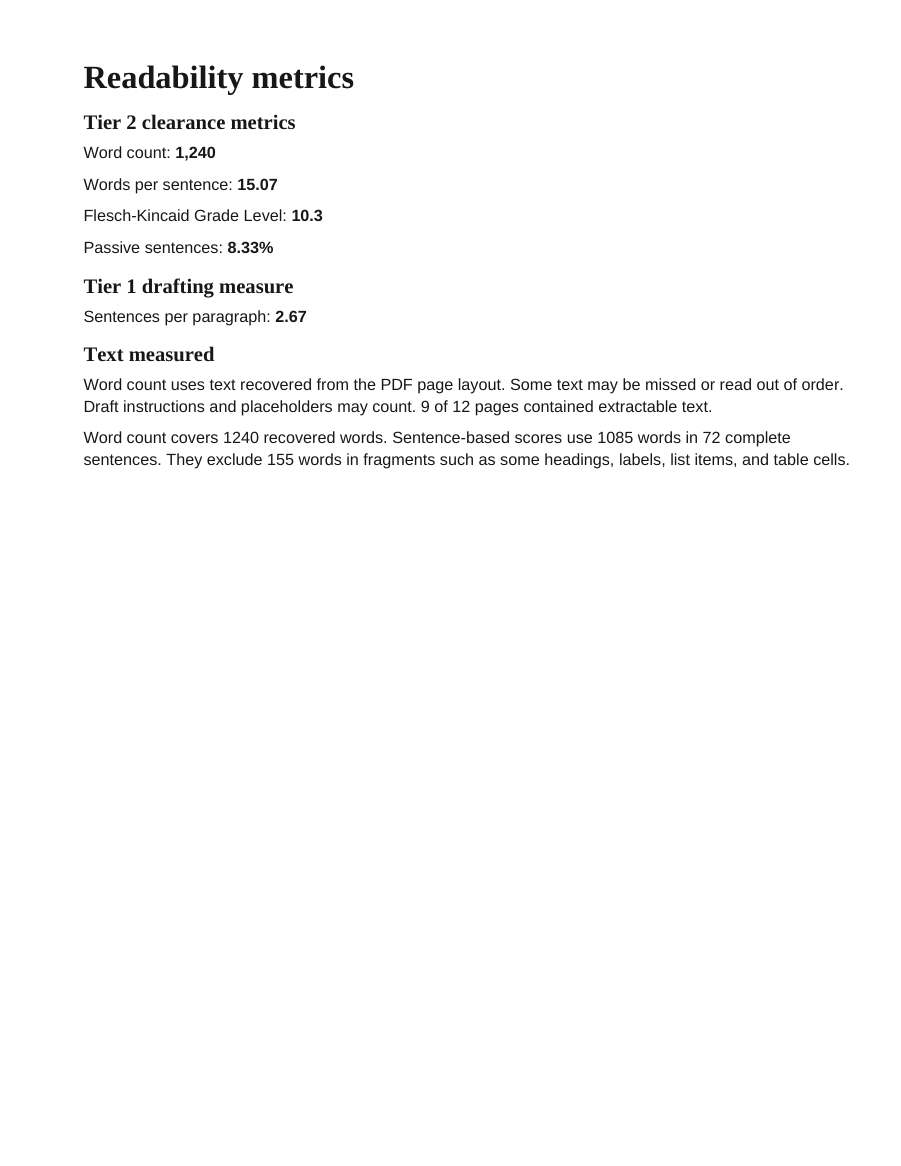 Readability metrics
Tier 2 clearance metrics
Word count: 1,240
Words per sentence: 15.07
Flesch-Kincaid Grade Level: 10.3
Passive sentences: 8.33%
Tier 1 drafting measure
Sentences per paragraph: 2.67
Text measured
Word count uses text recovered from the PDF page layout. Some text may be missed or read out of order.
Draft instructions and placeholders may count. 9 of 12 pages contained extractable text.
Word count covers 1240 recovered words. Sentence-based scores use 1085 words in 72 complete
sentences. They exclude 155 words in fragments such as some headings, labels, list items, and table cells.